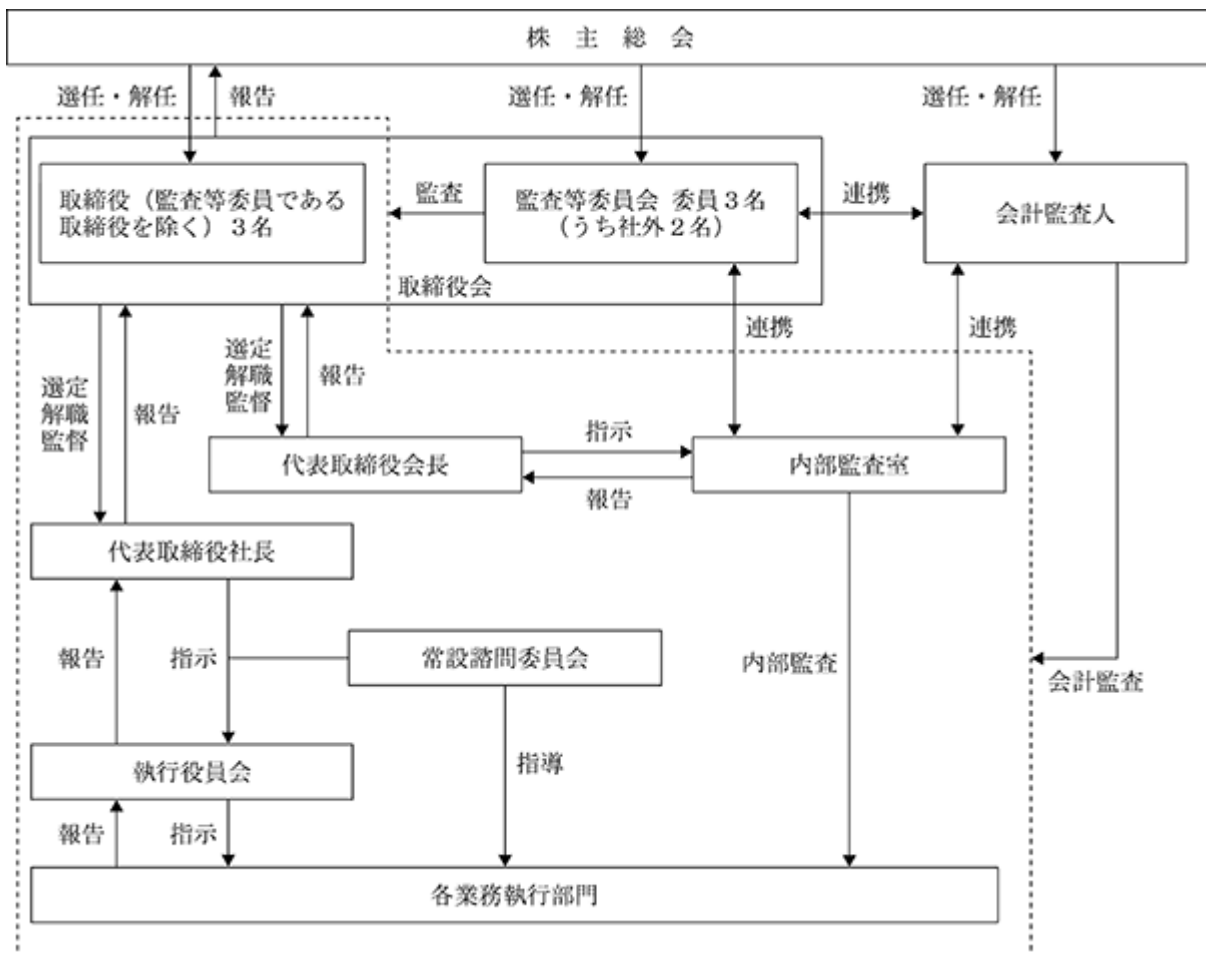 株主総会
選任・解任
報告
選任・解任
選任・解任
取締役（監査等委員である
取締役を除く）３名
監査
監査等委員会 委員３名
（うち社外２名）
連携
会計監査人
取締役会
選定
解職
監督
報告
選定
解職
監督
報告
連携
連携
代表取締役会長
指示
報告
内部監査室
代表取締役社長
報告
指示
常設諮問委員会
内部監査
会計監査
執行役員会
指導
報告
指示
各業務執行部門